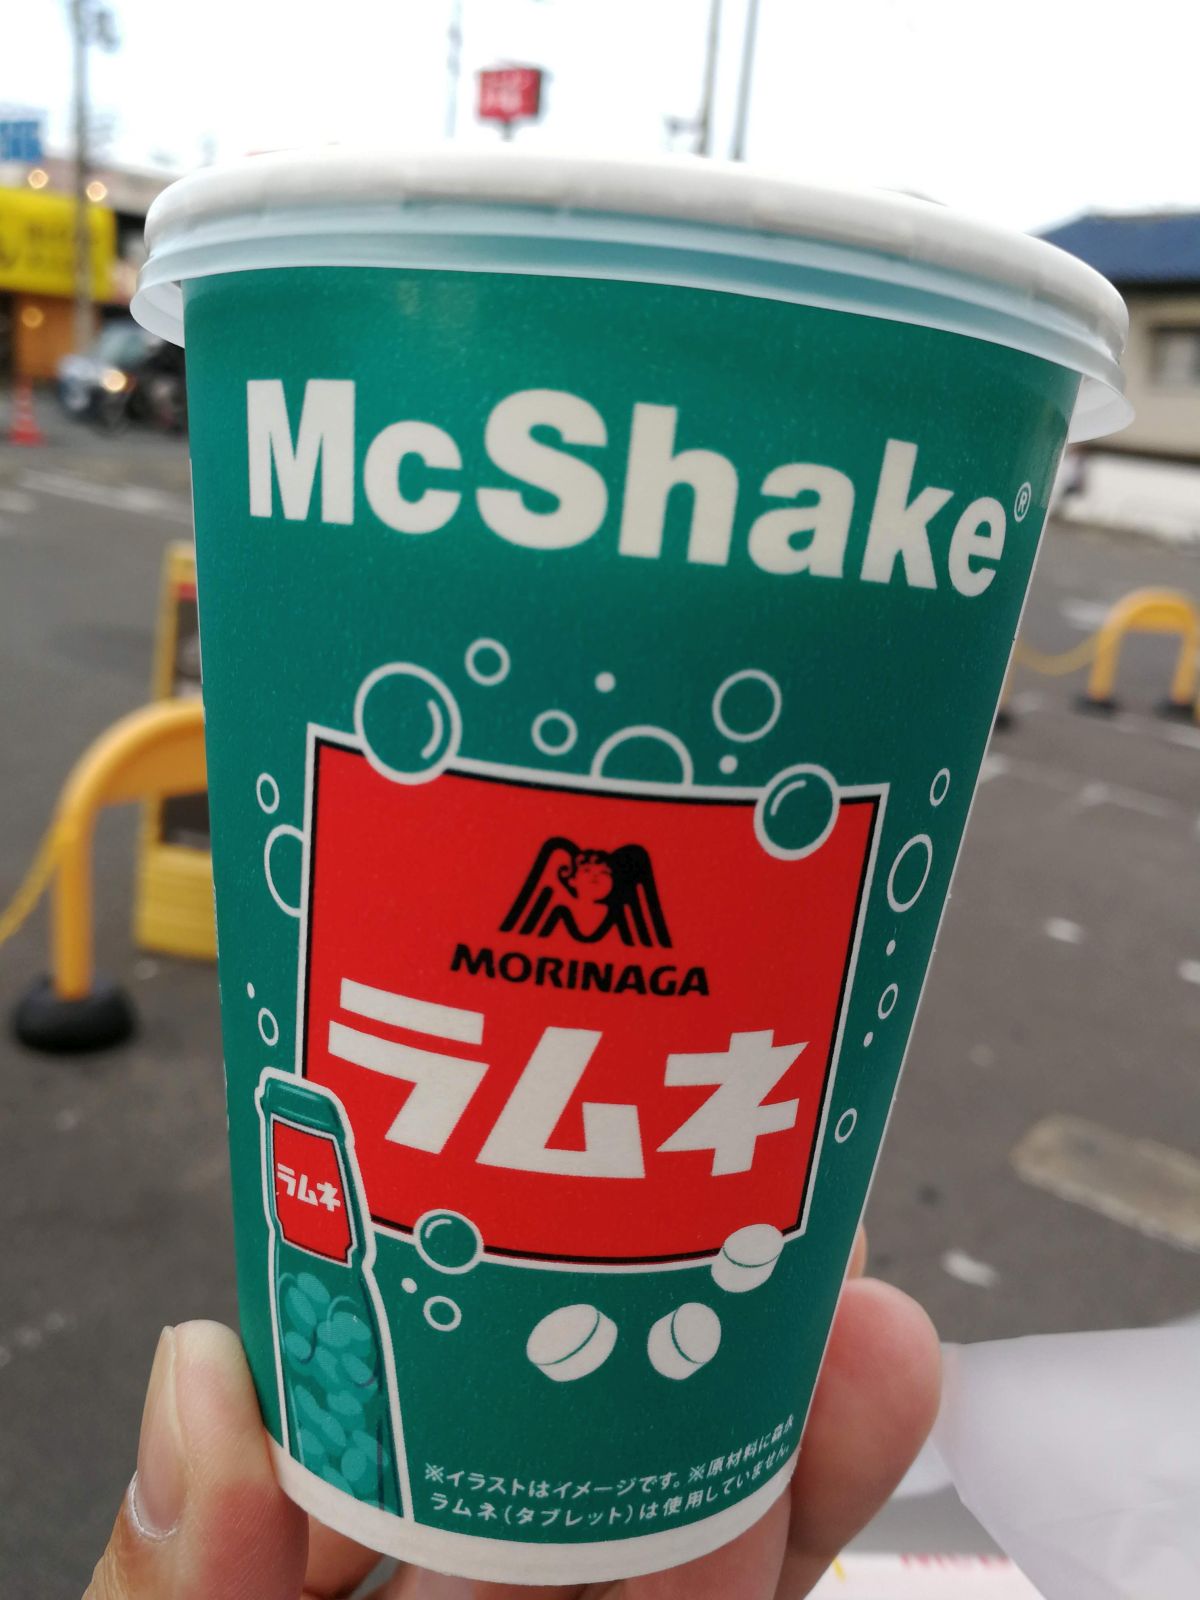 McShake®
MORINAGA
ラムネ
ラムネ
※イラストはイメージです。※原材料に森永
ラムネ(タブレット)は使用していません。